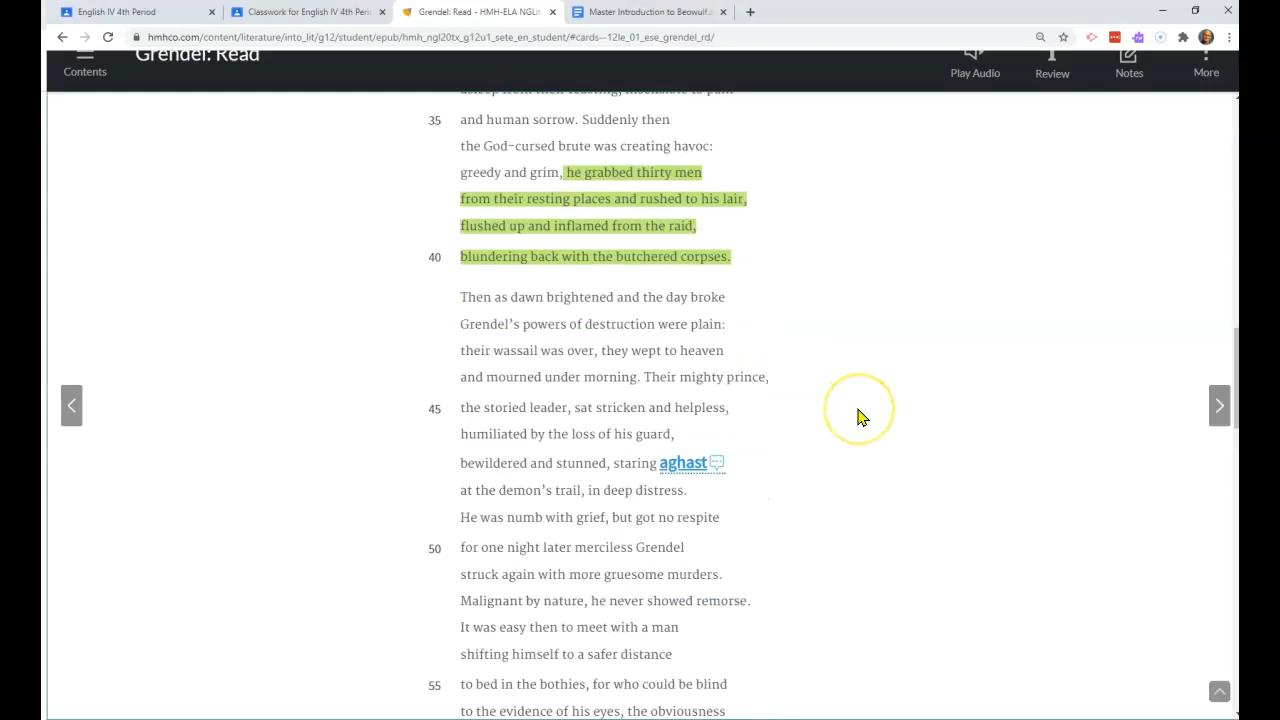 English IV 4th Period
Classwork for English IV 4th Peri
Grendel: Read - HMH-ELA NGLin
Master Introduction to Beowulf.
hmhco.com/content/literature/into_lit/g12/student/epub/hmh_ngl20tx_g12u1_sete_en_student/#cards--12le_01_ese_grendel_rd/
Grendel: Read
Contents
Play Audio
Review
Notes
More
asleep from their feasting, insensible to pain
35 and human sorrow. Suddenly then
the God-cursed brute was creating havoc:
greedy and grim, he grabbed thirty men
from their resting places and rushed to his lair,
flushed up and inflamed from the raid,
40 blundering back with the butchered corpses.
Then as dawn brightened and the day broke
Grendel's powers of destruction were plain:
their wassail was over, they wept to heaven
and mourned under morning. Their mighty prince,
45 the storied leader, sat stricken and helpless,
humiliated by the loss of his guard,
bewildered and stunned, staring aghast
at the demon's trail, in deep distress.
He was numb with grief, but got no respite
50 for one night later merciless Grendel
struck again with more gruesome murders.
Malignant by nature, he never showed remorse.
It was easy then to meet with a man
shifting himself to a safer distance
55 to bed in the bothies, for who could be blind
to the evidence of his eyes, the obviousness